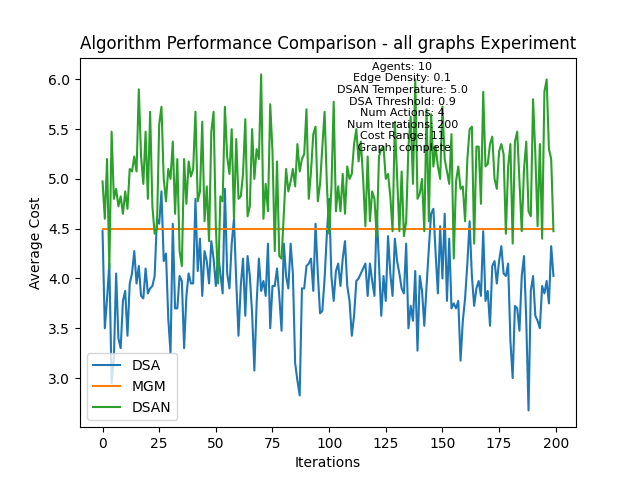 Algorithm Performance Comparison - all graphs Experiment
Agents: 10
Edge Density: 0.1
DSAN Temperature: 5.0
DSA Threshold: 0.9
Num Actions: 4
Num Iterations: 200
Cost Range: 11
Graph: complete
Average Cost
6.0
5.5
5.0
4.5
4.0
3.5
3.0
DSA
MGM
DSAN
0 25 50 75 100 125 150 175 200
Iterations